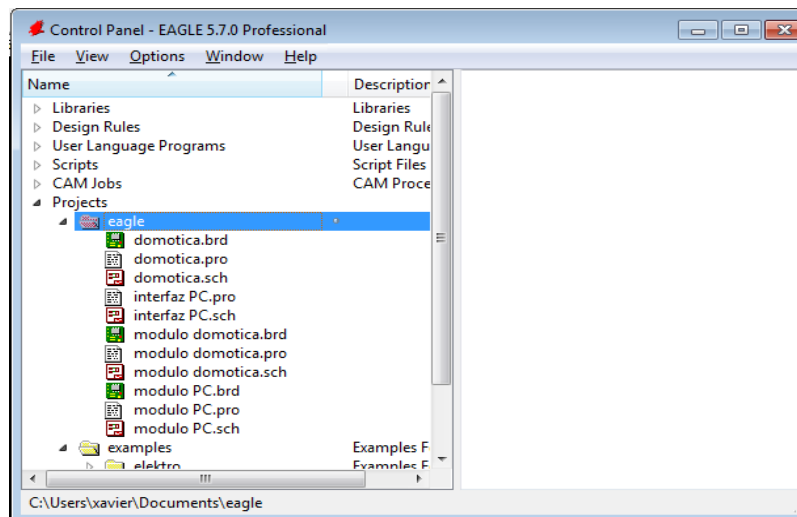 Control Panel - EAGLE 5.7.0 Professional
File View Options Window Help
Name Description
Libraries Libraries
Design Rules Design Rule
User Language Programs User Langu
Scripts Script Files
CAM Jobs CAM Proce
Projects
eagle
domotica.brd
domotica.pro
domotica.sch
interfaz PC.pro
interfaz PC.sch
modulo domotica.brd
modulo domotica.pro
modulo domotica.sch
modulo PC.brd
modulo PC.pro
modulo PC.sch
examples Examples F
elektro Examples F
C:\Users\xavier\Documents\eagle